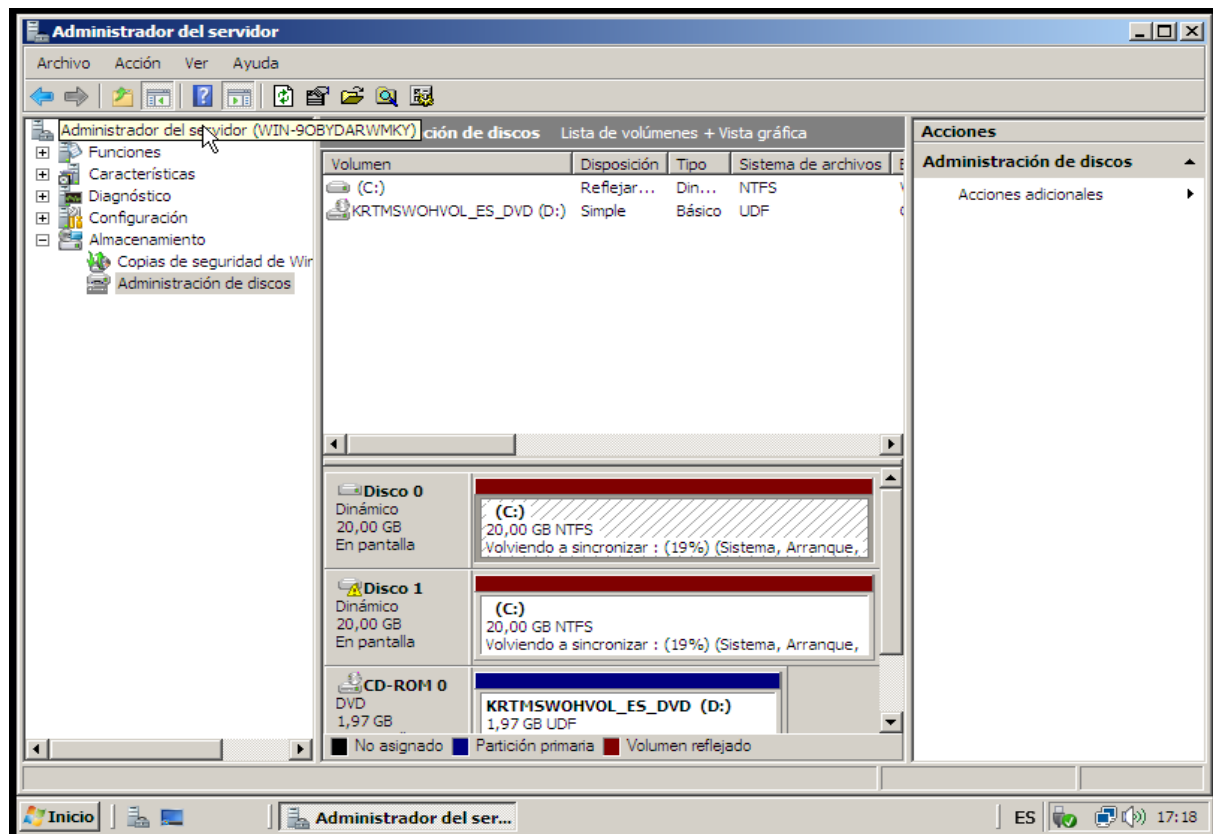 Administrador del servidor
Archivo Acción Ver Ayuda
Administrador del servidor (WIN-9OBYDARWMKY)
ción de discos Lista de volúmenes + Vista gráfica
Acciones
Funciones
Características
Diagnóstico
Configuración
Almacenamiento
Copias de seguridad de Wir
Administración de discos
Volumen Disposición Tipo Sistema de archivos
(C:) Reflejar... Din... NTFS
KRTMSWOHVOL_ES_DVD (D:) Simple Básico UDF
Administración de discos
Acciones adicionales
Disco 0
Dinámico
20,00 GB
En pantalla
(C:)
20,00 GB NTFS
Volviendo a sincronizar : (19%) (Sistema, Arranque,
Disco 1
Dinámico
20,00 GB
En pantalla
(C:)
20,00 GB NTFS
Volviendo a sincronizar : (19%) (Sistema, Arranque,
CD-ROM 0
DVD
1,97 GB
KRTMSWOHVOL_ES_DVD (D:)
1,97 GB UDF
No asignado Partición primaria Volumen reflejado
Inicio
Administrador del ser...
ES 17:18